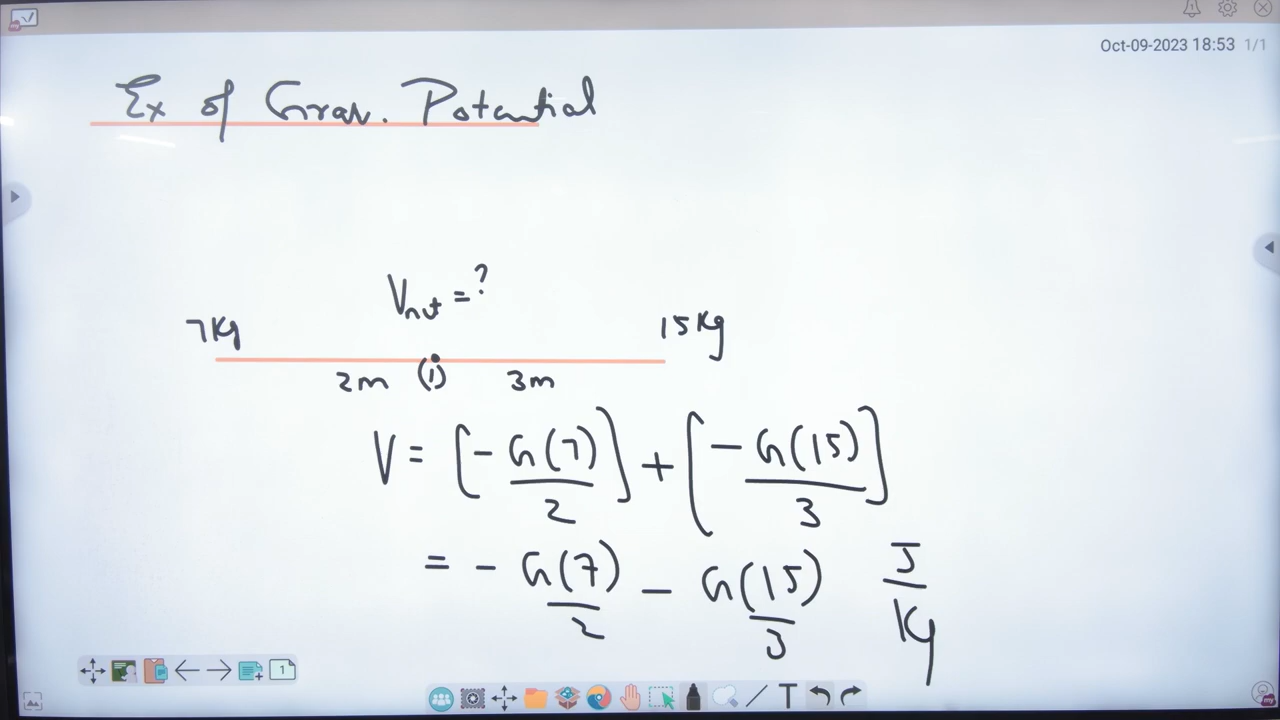 Oct-09-2023 18:53 1/1
Ex of Grav. Potential
Vnet = ?
7Kg 15Kg
2m (1) 3m
V = [- G(7)/2] + [- G(15)/3]
= - G(7)/2 - G(15)/3 J/Kg
1
T